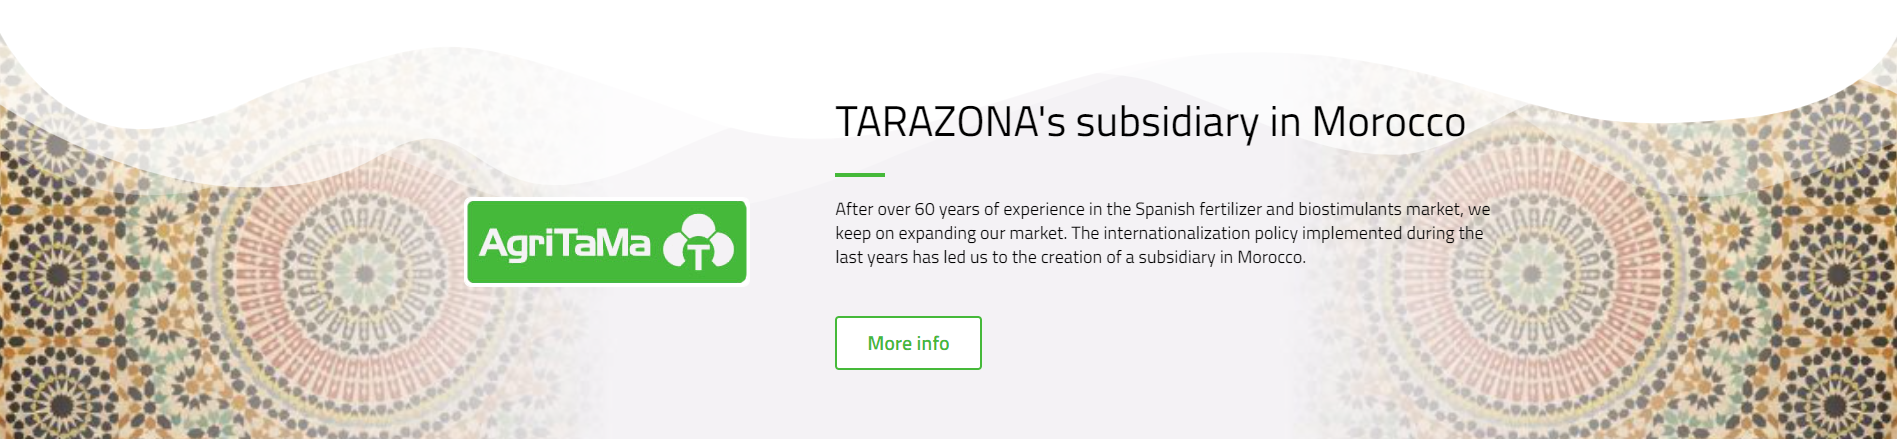 TARAZONA's subsidiary in Morocco
AgriTaMa T
After over 60 years of experience in the Spanish fertilizer and biostimulants market, we
keep on expanding our market. The internationalization policy implemented during the
last years has led us to the creation of a subsidiary in Morocco.
More info